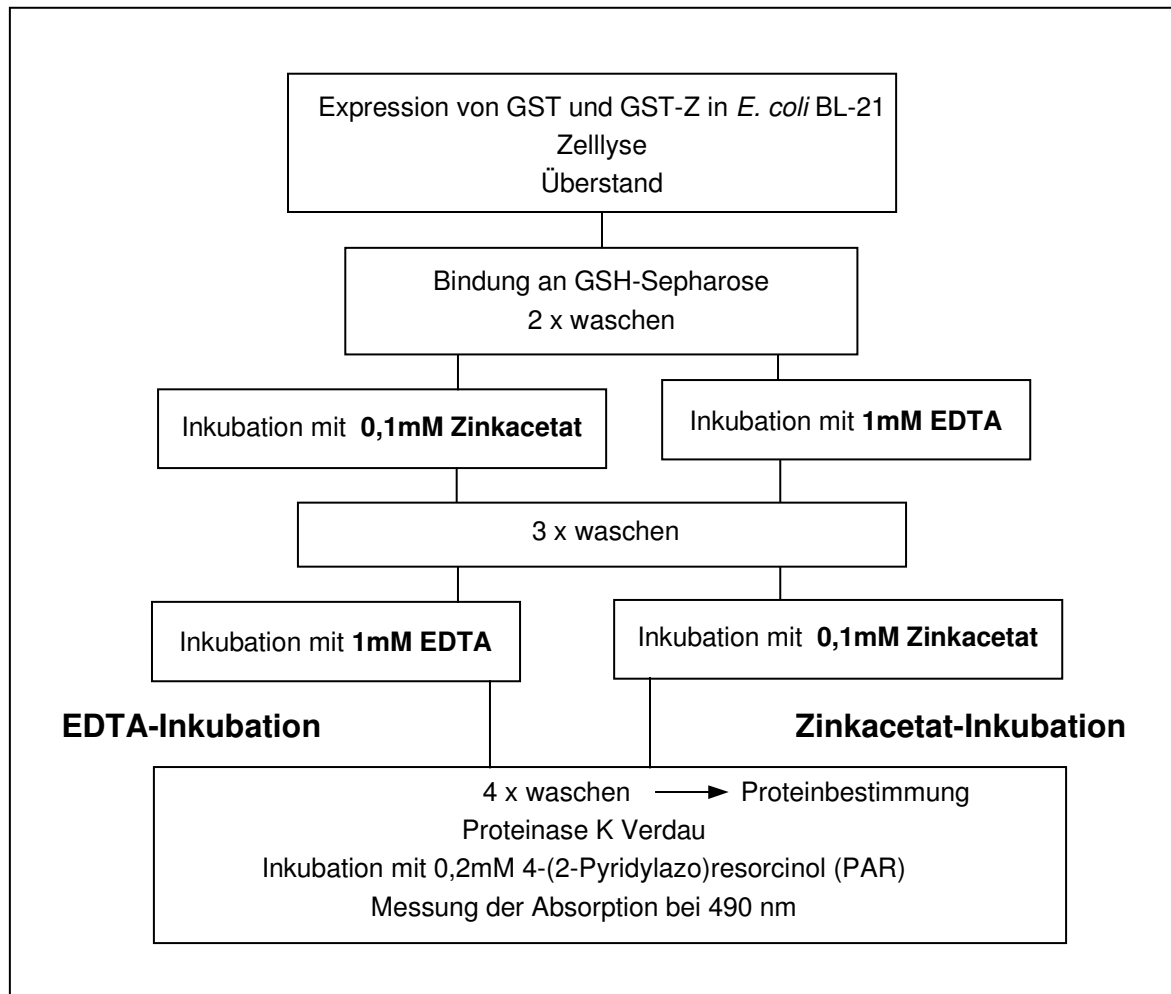 Expression von GST und GST-Z in E. coli BL-21
Zelllyse
Überstand
Bindung an GSH-Sepharose
2 x waschen
Inkubation mit 0,1mM Zinkacetat
Inkubation mit 1mM EDTA
3 x waschen
Inkubation mit 1mM EDTA
Inkubation mit 0,1mM Zinkacetat
EDTA-Inkubation
Zinkacetat-Inkubation
4 x waschen → Proteinbestimmung
Proteinase K Verdau
Inkubation mit 0,2mM 4-(2-Pyridylazo)resorcinol (PAR)
Messung der Absorption bei 490 nm